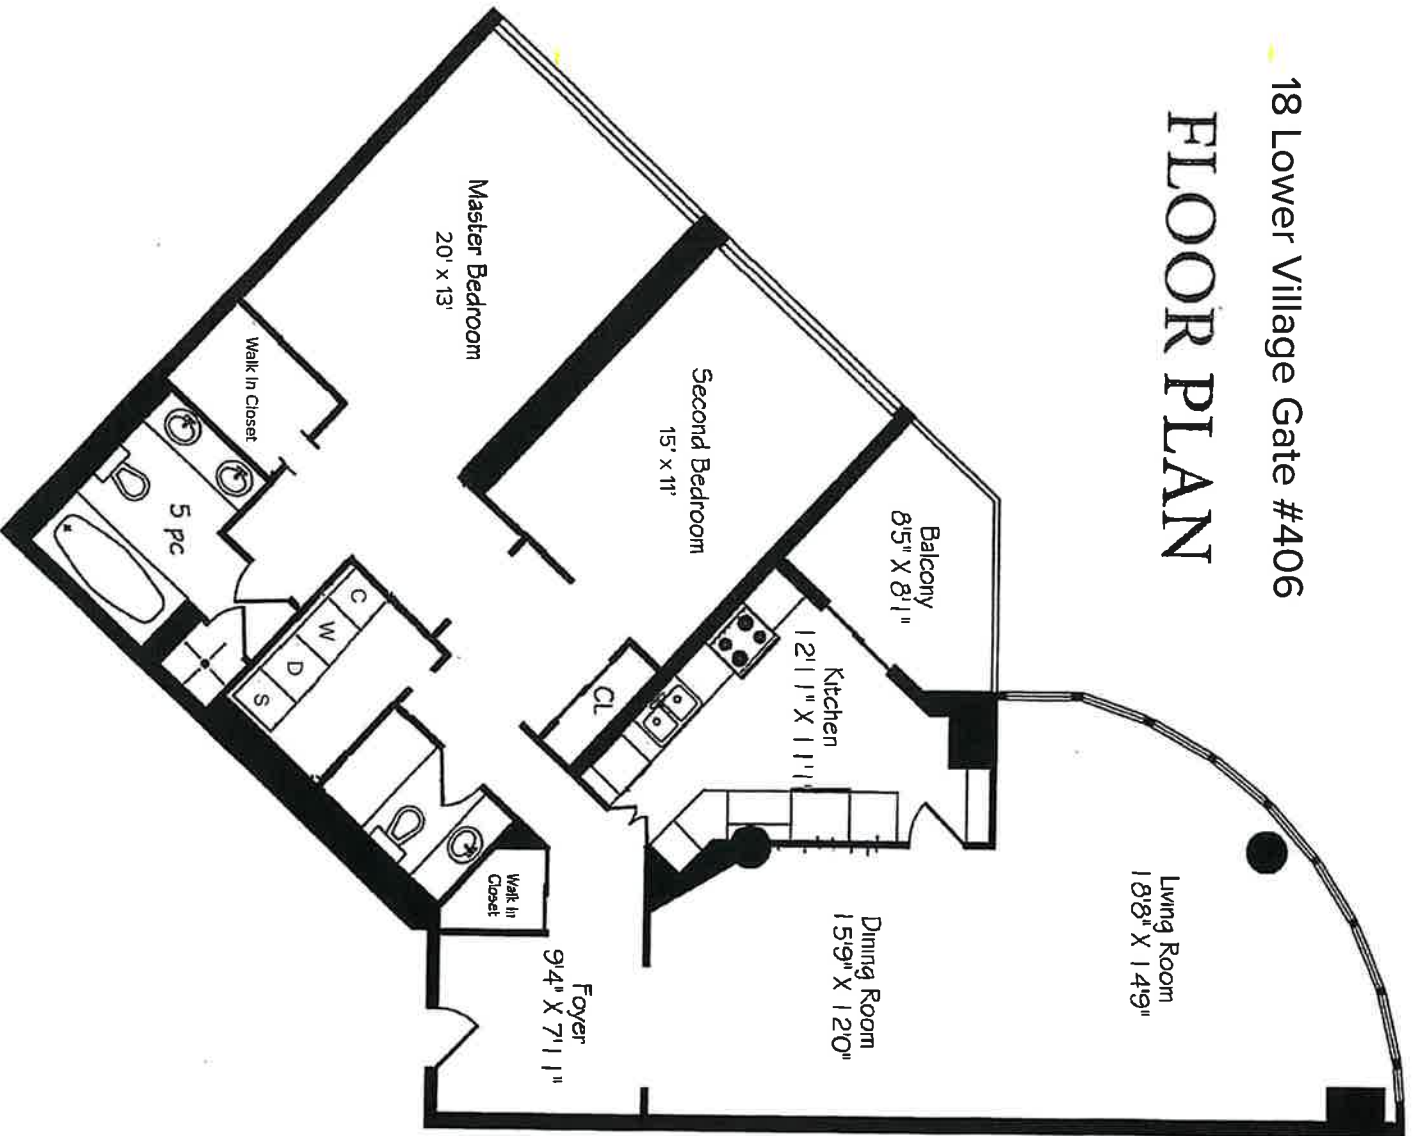 18 Lower Village Gate #406
FLOOR PLAN
Living Room
18'8" X 14'9"
Balcony
8'5" X 8'1"
Dining Room
15'9" X 12'0"
Kitchen
12'11" X 11'1"
Second Bedroom
15' x 11'
Foyer
9'4" X 7'11"
CL
Master Bedroom
20' x 13'
Walk In
Closet
C
W
D
S
Walk In Closet
5 pc